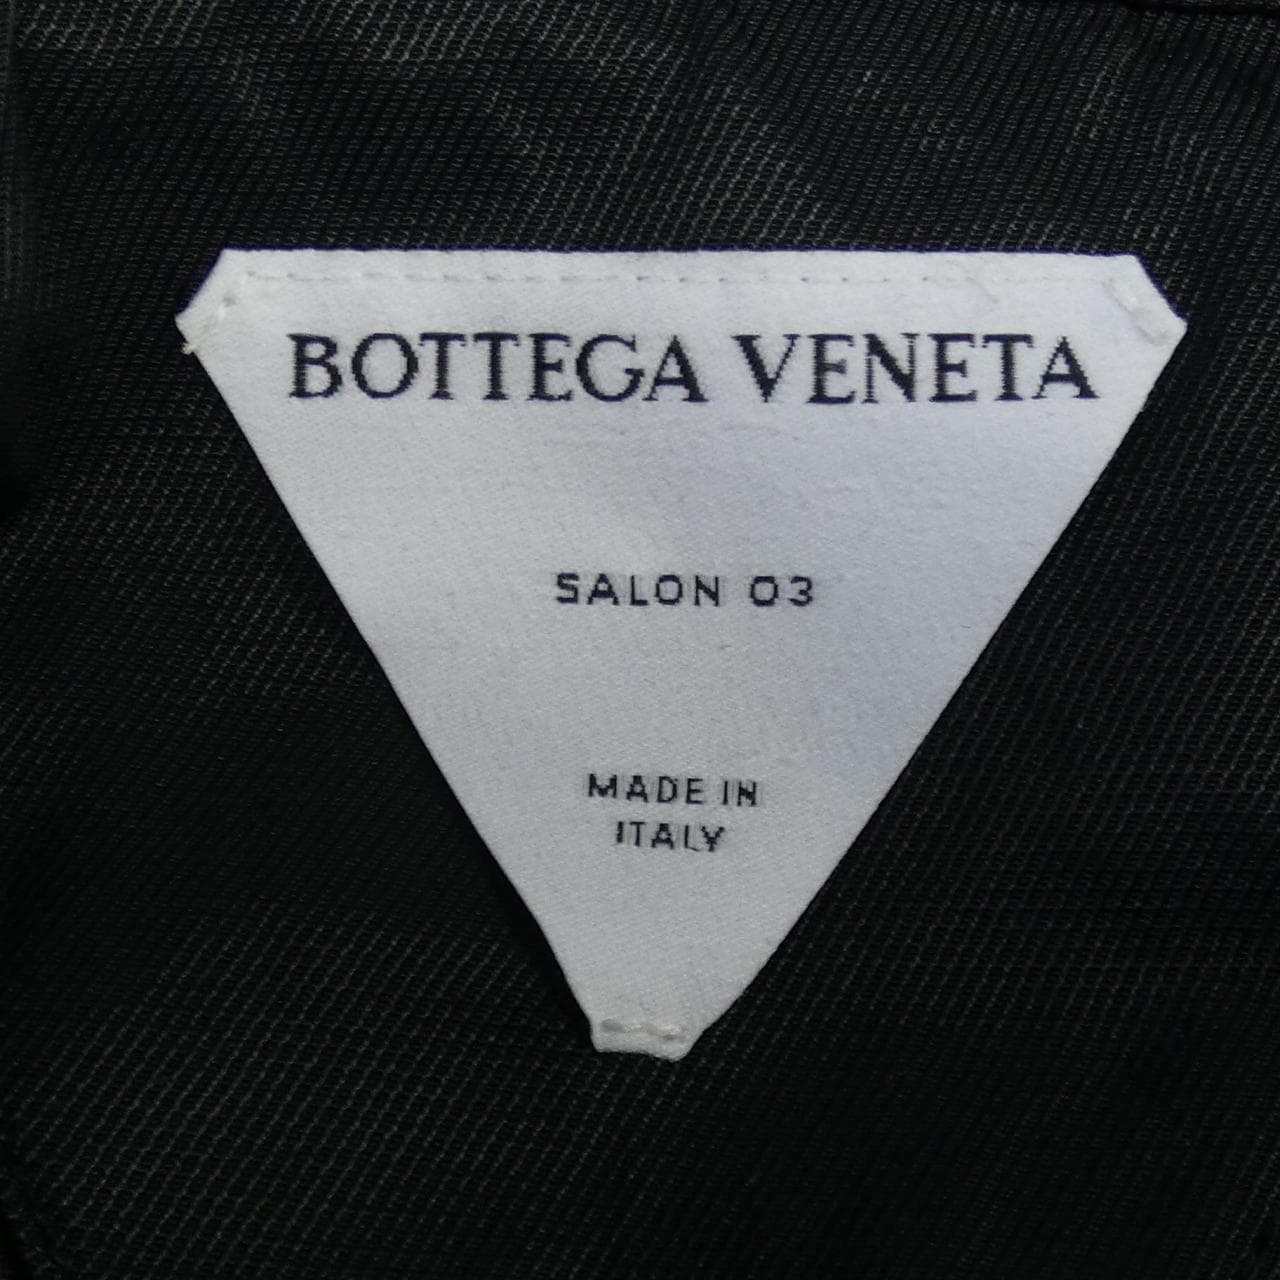 BOTTEGA VENETA
SALON 03
MADE IN
ITALY